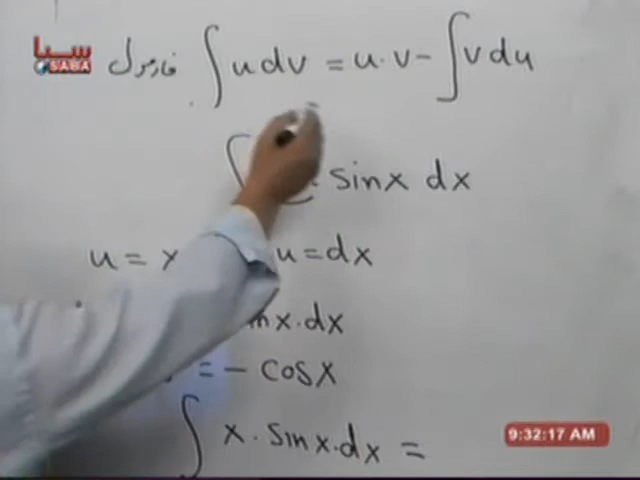 سبا
SABA
فارمول ∫udv = u·v − ∫vdu
∫ sinx dx
u = x u = dx
x·dx
= − cosx
∫ x·sinx·dx =
9:32:17 AM